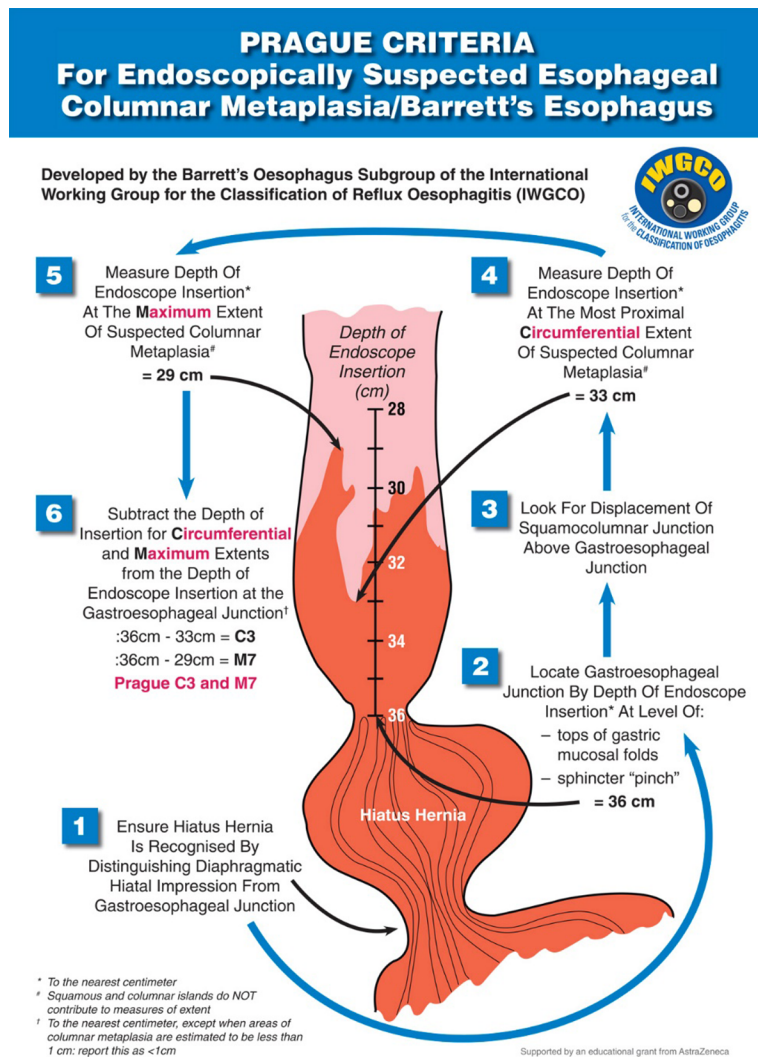 PRAGUE CRITERIA
For Endoscopically Suspected Esophageal
Columnar Metaplasia/Barrett's Esophagus
Developed by the Barrett's Oesophagus Subgroup of the International
Working Group for the Classification of Reflux Oesophagitis (IWGCO)
IWGCO
INTERNATIONAL WORKING GROUP
for the CLASSIFICATION OF OESOPHAGITIS
1
Ensure Hiatus Hernia
Is Recognised By
Distinguishing Diaphragmatic
Hiatal Impression From
Gastroesophageal Junction
2
Locate Gastroesophageal
Junction By Depth Of Endoscope
Insertion* At Level Of:
– tops of gastric
mucosal folds
– sphincter "pinch"
= 36 cm
3
Look For Displacement Of
Squamocolumnar Junction
Above Gastroesophageal
Junction
4
Measure Depth Of
Endoscope Insertion*
At The Most Proximal
Circumferential Extent
Of Suspected Columnar
Metaplasia#
= 33 cm
5
Measure Depth Of
Endoscope Insertion*
At The Maximum Extent
Of Suspected Columnar
Metaplasia#
= 29 cm
6
Subtract the Depth of
Insertion for Circumferential
and Maximum Extents
from the Depth of
Endoscope Insertion at the
Gastroesophageal Junction†
:36cm - 33cm = C3
:36cm - 29cm = M7
Prague C3 and M7
Depth of
Endoscope
Insertion
(cm)
28
30
32
34
36
Hiatus Hernia
* To the nearest centimeter
# Squamous and columnar islands do NOT
contribute to measures of extent
† To the nearest centimeter, except when areas of
columnar metaplasia are estimated to be less than
1 cm: report this as <1cm
Supported by an educational grant from AstraZeneca